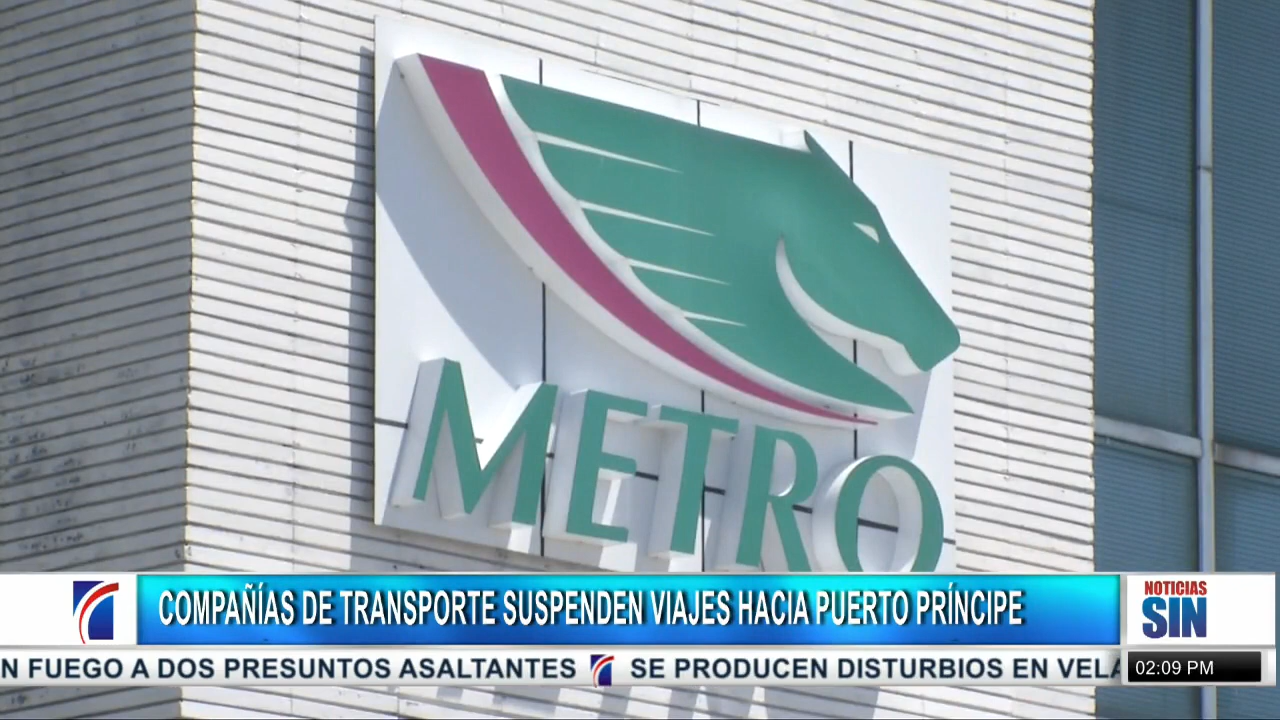 METRO
COMPAÑÍAS DE TRANSPORTE SUSPENDEN VIAJES HACIA PUERTO PRÍNCIPE
NOTICIAS
SIN
N FUEGO A DOS PRESUNTOS ASALTANTES SE PRODUCEN DISTURBIOS EN VELA
02:09 PM